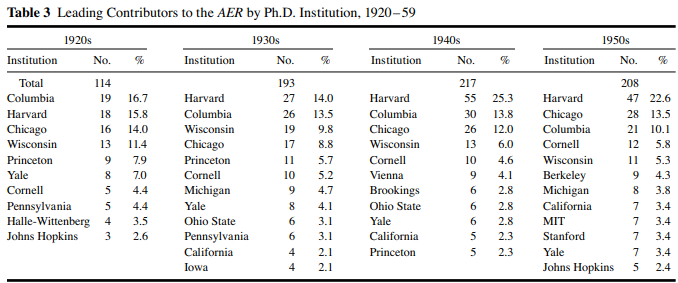 Table 3 Leading Contributors to the AER by Ph.D. Institution, 1920–59
1920s 1930s 1940s 1950s
Institution No. % Institution No. % Institution No. % Institution No. %
Total 114 193 217 208
Columbia 19 16.7 Harvard 27 14.0 Harvard 55 25.3 Harvard 47 22.6
Harvard 18 15.8 Columbia 26 13.5 Columbia 30 13.8 Chicago 28 13.5
Chicago 16 14.0 Wisconsin 19 9.8 Chicago 26 12.0 Columbia 21 10.1
Wisconsin 13 11.4 Chicago 17 8.8 Wisconsin 13 6.0 Cornell 12 5.8
Princeton 9 7.9 Princeton 11 5.7 Cornell 10 4.6 Wisconsin 11 5.3
Yale 8 7.0 Cornell 10 5.2 Vienna 9 4.1 Berkeley 9 4.3
Cornell 5 4.4 Michigan 9 4.7 Brookings 6 2.8 Michigan 8 3.8
Pennsylvania 5 4.4 Yale 8 4.1 Ohio State 6 2.8 California 7 3.4
Halle-Wittenberg 4 3.5 Ohio State 6 3.1 Yale 6 2.8 MIT 7 3.4
Johns Hopkins 3 2.6 Pennsylvania 6 3.1 California 5 2.3 Stanford 7 3.4
California 4 2.1 Princeton 5 2.3 Yale 7 3.4
Iowa 4 2.1 Johns Hopkins 5 2.4